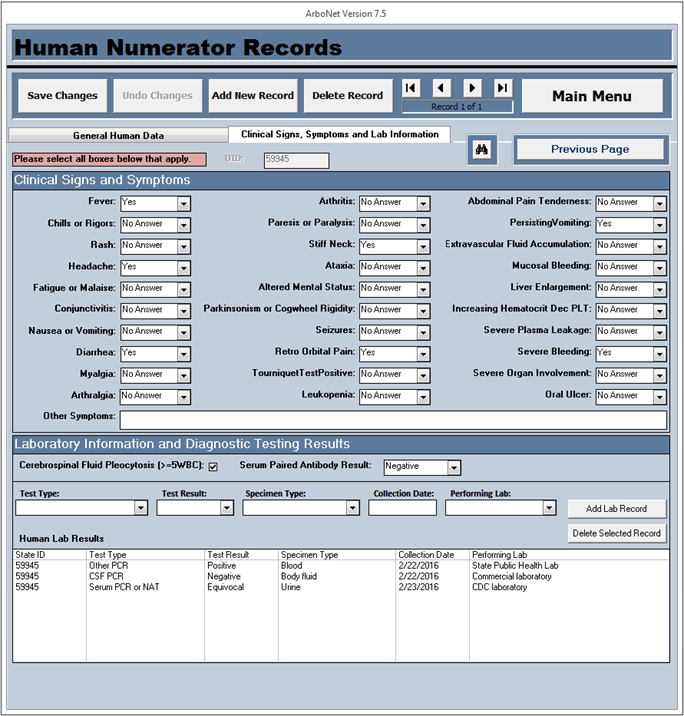 ArboNet Version 7.5
Human Numerator Records
Save Changes Undo Changes Add New Record Delete Record Main Menu
Record 1 of 1
General Human Data Clinical Signs, Symptoms and Lab Information
Please select all boxes below that apply. UID: 59945 Previous Page
Clinical Signs and Symptoms
Fever: Yes Arthritis: No Answer Abdominal Pain Tenderness: No Answer
Chills or Rigors: No Answer Paresis or Paralysis: No Answer PersistingVomiting: Yes
Rash: No Answer Stiff Neck: Yes Extravascular Fluid Accumulation: No Answer
Headache: Yes Ataxia: No Answer Mucosal Bleeding: No Answer
Fatigue or Malaise: No Answer Altered Mental Status: No Answer Liver Enlargement: No Answer
Conjunctivitis: No Answer Parkinsonism or Cogwheel Rigidity: No Answer Increasing Hematocrit Dec PLT: No Answer
Nausea or Vomiting: No Answer Seizures: No Answer Severe Plasma Leakage: No Answer
Diarrhea: Yes Retro Orbital Pain: Yes Severe Bleeding: Yes
Myalgia: No Answer TourniquetTestPositive: No Answer Severe Organ Involvement: No Answer
Arthralgia: No Answer Leukopenia: No Answer Oral Ulcer: No Answer
Other Symptoms:
Laboratory Information and Diagnostic Testing Results
Cerebrospinal Fluid Pleocytosis (>=5WBC): Serum Paired Antibody Result: Negative
Test Type: Test Result: Specimen Type: Collection Date: Performing Lab:
Add Lab Record
Delete Selected Record
Human Lab Results
State ID Test Type Test Result Specimen Type Collection Date Performing Lab
59945 Other PCR Positive Blood 2/22/2016 State Public Health Lab
59945 CSF PCR Negative Body fluid 2/22/2016 Commercial laboratory
59945 Serum PCR or NAT Equivocal Urine 2/23/2016 CDC laboratory